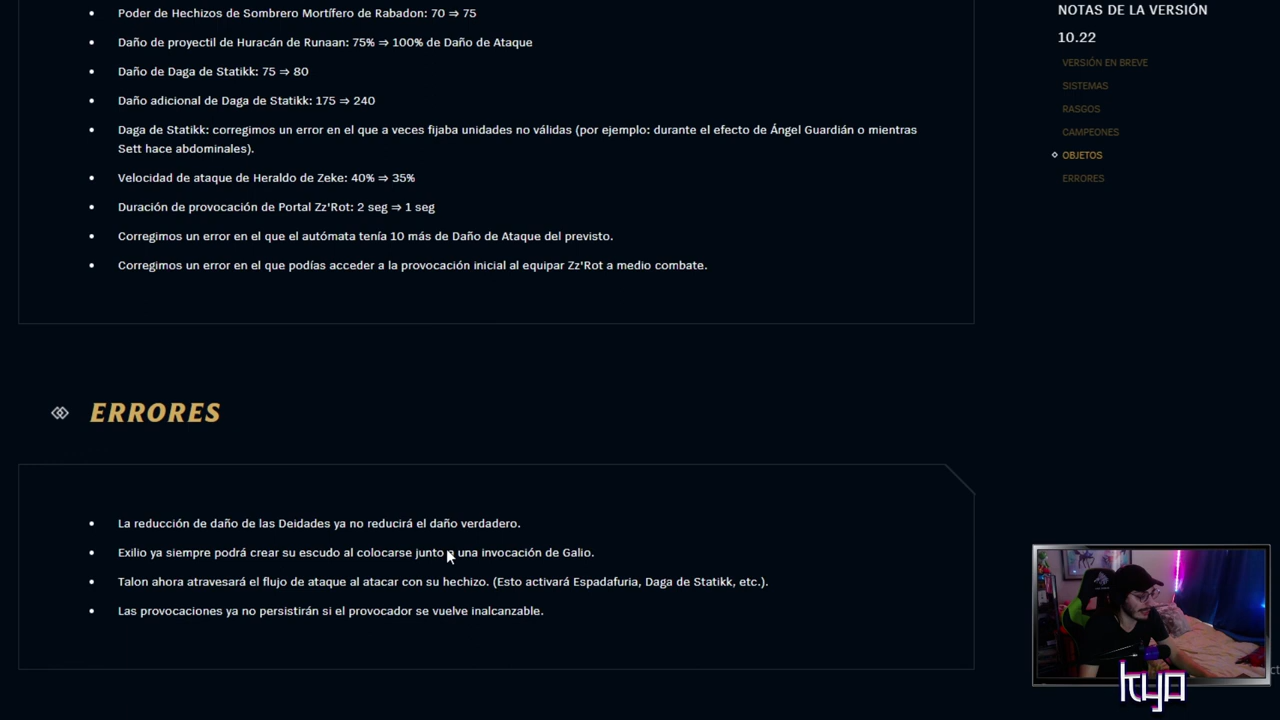 Poder de Hechizos de Sombrero Mortífero de Rabadon: 70 ⇒ 75
Daño de proyectil de Huracán de Runaan: 75% ⇒ 100% de Daño de Ataque
Daño de Daga de Statikk: 75 ⇒ 80
Daño adicional de Daga de Statikk: 175 ⇒ 240
Daga de Statikk: corregimos un error en el que a veces fijaba unidades no válidas (por ejemplo: durante el efecto de Ángel Guardián o mientras
Sett hace abdominales).
Velocidad de ataque de Heraldo de Zeke: 40% ⇒ 35%
Duración de provocación de Portal Zz'Rot: 2 seg ⇒ 1 seg
Corregimos un error en el que el autómata tenía 10 más de Daño de Ataque del previsto.
Corregimos un error en el que podías acceder a la provocación inicial al equipar Zz'Rot a medio combate.
ERRORES
La reducción de daño de las Deidades ya no reducirá el daño verdadero.
Exilio ya siempre podrá crear su escudo al colocarse junto a una invocación de Galio.
Talon ahora atravesará el flujo de ataque al atacar con su hechizo. (Esto activará Espadafuria, Daga de Statikk, etc.).
Las provocaciones ya no persistirán si el provocador se vuelve inalcanzable.
NOTAS DE LA VERSIÓN
10.22
VERSIÓN EN BREVE
SISTEMAS
RASGOS
CAMPEONES
OBJETOS
ERRORES
kyo